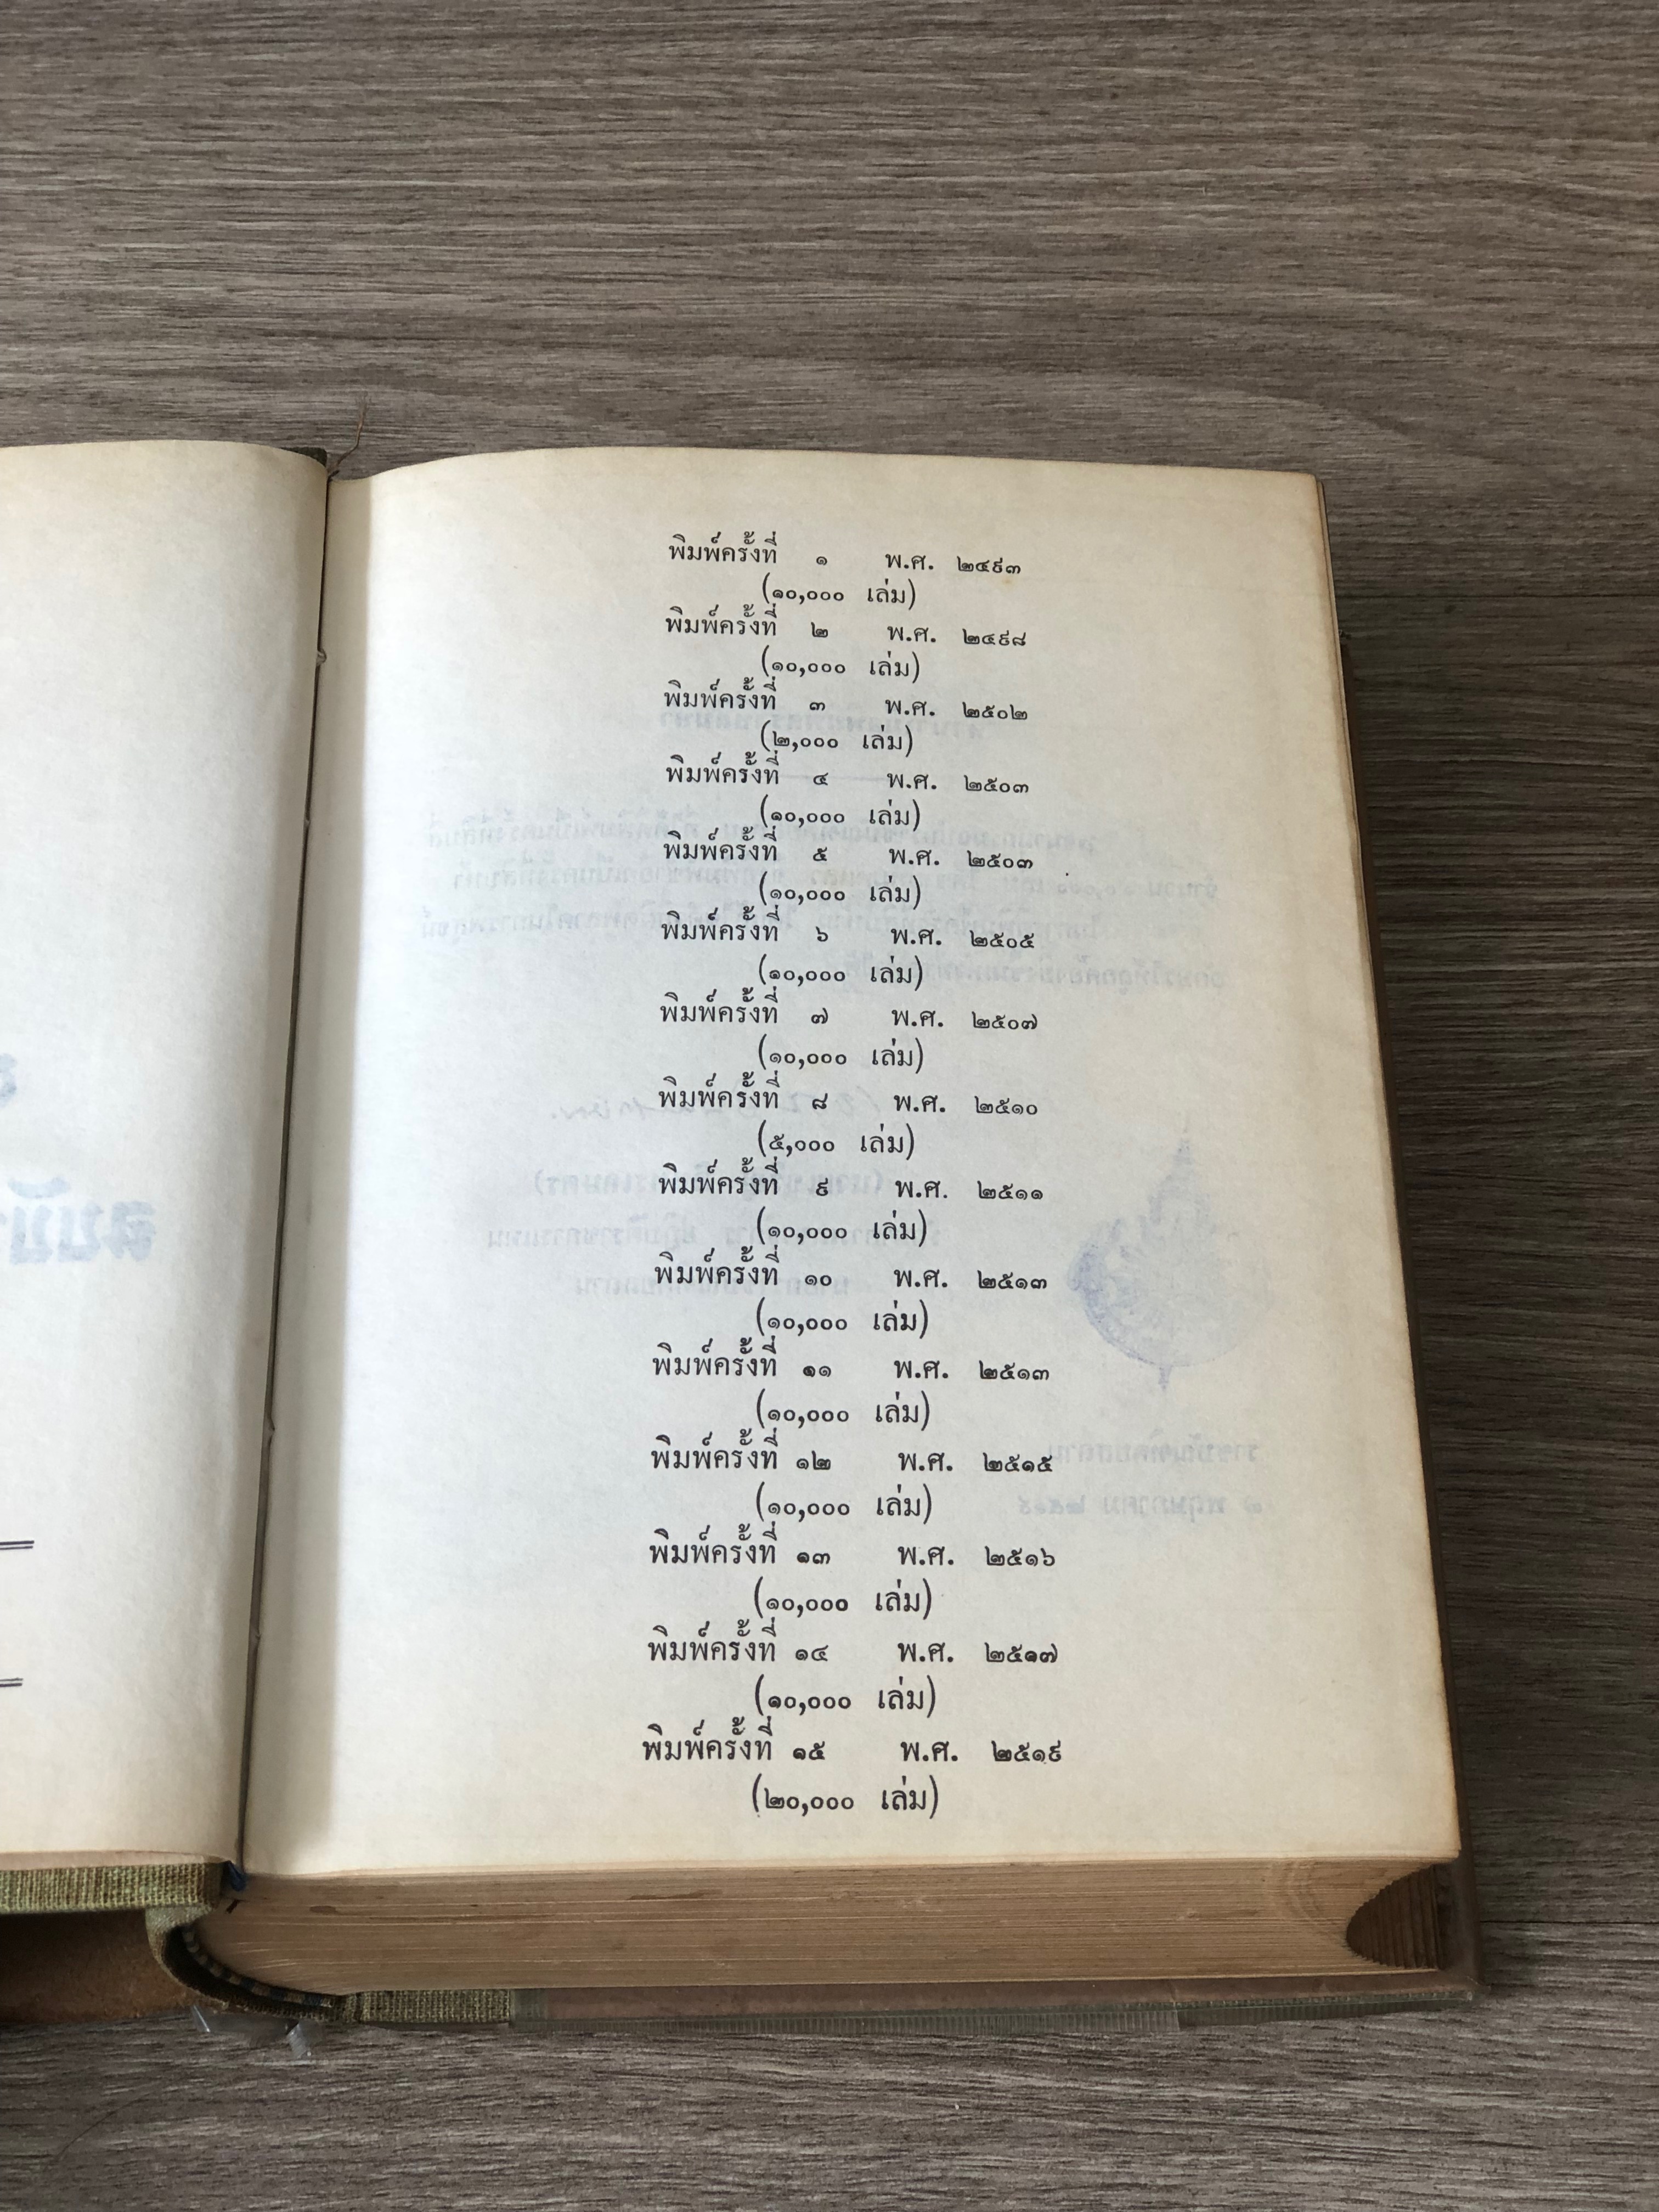 พิมพ์ครั้งที่ ๑ พ.ศ. ๒๔๙๓
(๑๐,๐๐๐ เล่ม)
พิมพ์ครั้งที่ ๒ พ.ศ. ๒๔๙๘
(๑๐,๐๐๐ เล่ม)
พิมพ์ครั้งที่ ๓ พ.ศ. ๒๕๐๒
(๒,๐๐๐ เล่ม)
พิมพ์ครั้งที่ ๔ พ.ศ. ๒๕๐๓
(๑๐,๐๐๐ เล่ม)
พิมพ์ครั้งที่ ๕ พ.ศ. ๒๕๐๓
(๑๐,๐๐๐ เล่ม)
พิมพ์ครั้งที่ ๖ พ.ศ. ๒๕๐๕
(๑๐,๐๐๐ เล่ม)
พิมพ์ครั้งที่ ๗ พ.ศ. ๒๕๐๗
(๑๐,๐๐๐ เล่ม)
พิมพ์ครั้งที่ ๘ พ.ศ. ๒๕๑๐
(๕,๐๐๐ เล่ม)
พิมพ์ครั้งที่ ๙ พ.ศ. ๒๕๑๑
(๑๐,๐๐๐ เล่ม)
พิมพ์ครั้งที่ ๑๐ พ.ศ. ๒๕๑๓
(๑๐,๐๐๐ เล่ม)
พิมพ์ครั้งที่ ๑๑ พ.ศ. ๒๕๑๓
(๑๐,๐๐๐ เล่ม)
พิมพ์ครั้งที่ ๑๒ พ.ศ. ๒๕๑๕
(๑๐,๐๐๐ เล่ม)
พิมพ์ครั้งที่ ๑๓ พ.ศ. ๒๕๑๖
(๑๐,๐๐๐ เล่ม)
พิมพ์ครั้งที่ ๑๔ พ.ศ. ๒๕๑๗
(๑๐,๐๐๐ เล่ม)
พิมพ์ครั้งที่ ๑๕ พ.ศ. ๒๕๑๙
(๒๐,๐๐๐ เล่ม)